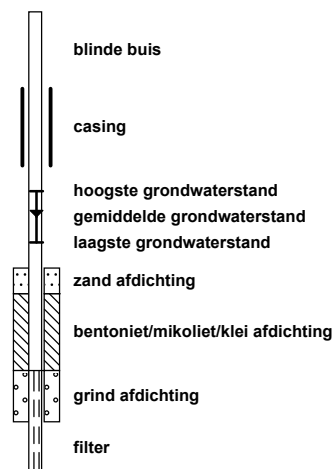 blinde buis
casing
hoogste grondwaterstand
gemiddelde grondwaterstand
laagste grondwaterstand
zand afdichting
bentoniet/mikoliet/klei afdichting
grind afdichting
filter